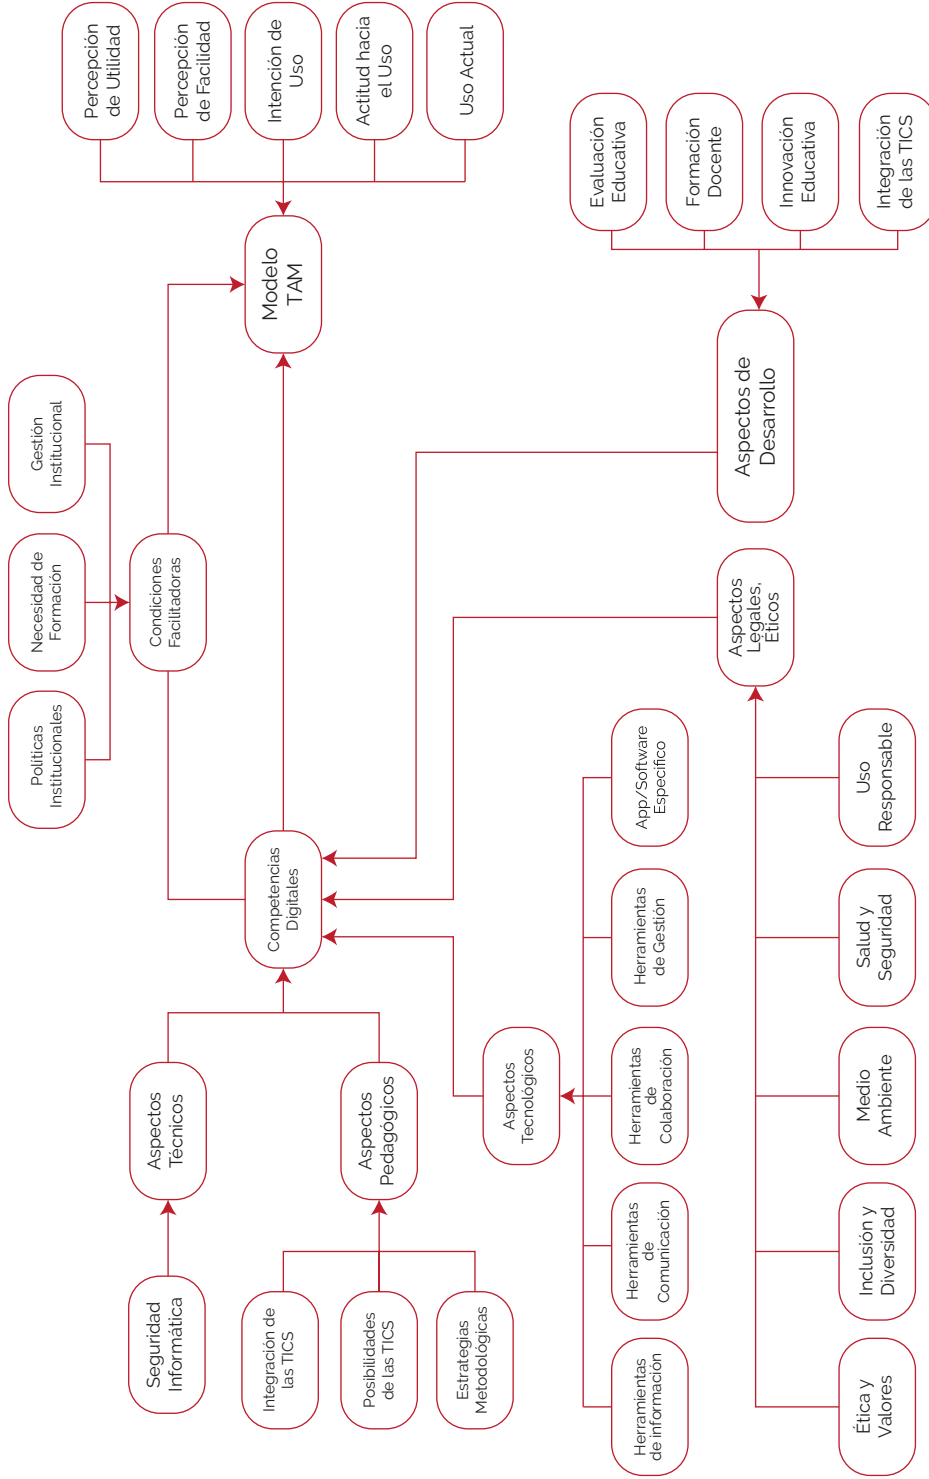 Políticas
Institucionales
Necesidad de
Formación
Gestión
Institucional
Percepción
de Utilidad
Seguridad
Informática
Aspectos
Técnicos
Condiciones
Facilitadoras
Percepción
de Facilidad
Integración de
las TICS
Competencias
Digitales
Modelo
TAM
Intención de
Uso
Posibilidades
de las TICS
Aspectos
Pedagógicos
Actitud hacia
el Uso
Estrategias
Metodológicas
Uso Actual
Aspectos
Tecnológicos
Evaluación
Educativa
Herramientas
de información
Herramientas
de
Comunicación
Herramientas
de
Colaboración
Herramientas
de Gestión
App/Software
Específico
Formación
Docente
Aspectos
Legales,
Éticos
Aspectos de
Desarrollo
Innovación
Educativa
Ética y
Valores
Inclusión y
Diversidad
Medio
Ambiente
Salud y
Seguridad
Uso
Responsable
Integración
de las TICS